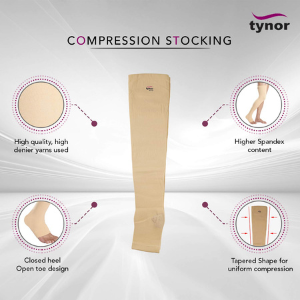 tynor
COMPRESSION STOCKING
High quality, high
denier yarns used
Higher Spandex
content
Closed heel
Open toe design
Tapered Shape for
uniform compression